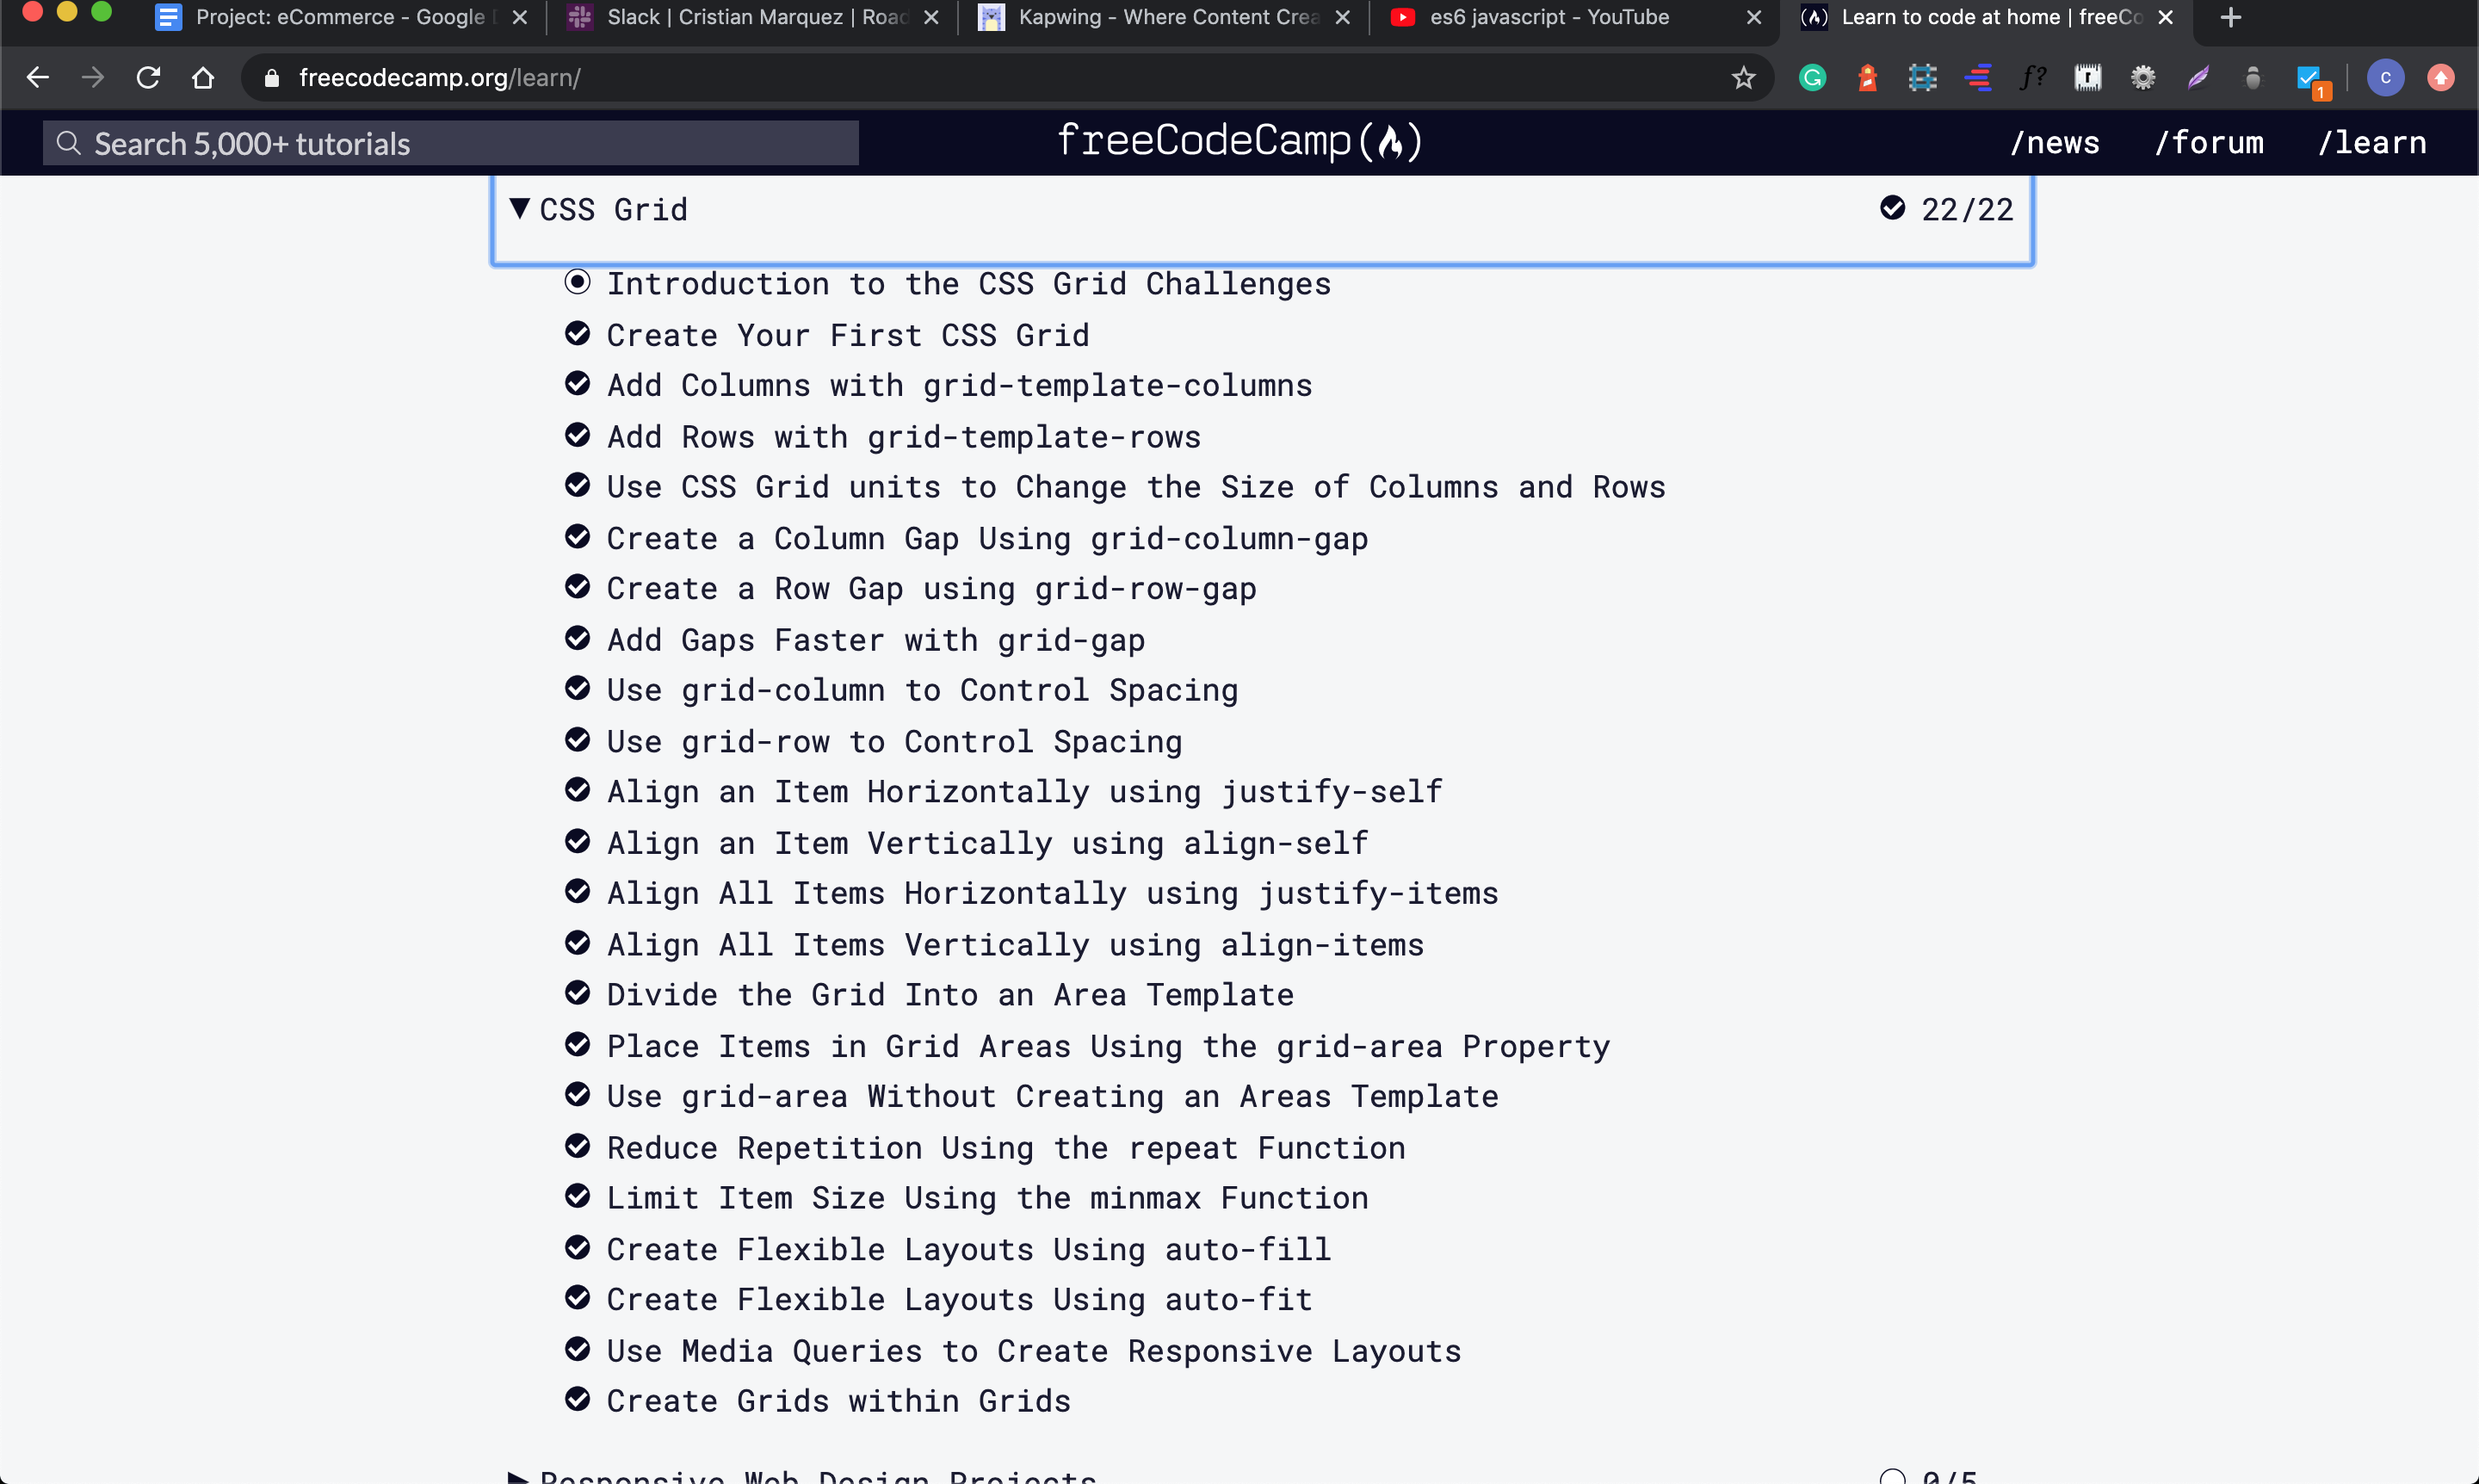 Project: eCommerce - Google
Slack | Cristian Marquez | Road
Kapwing - Where Content Crea
es6 javascript - YouTube
Learn to code at home | freeCo
freecodecamp.org/learn/
f?
1
C
Search 5,000+ tutorials
freeCodeCamp
/news
/forum
/learn
CSS Grid
22/22
Introduction to the CSS Grid Challenges
Create Your First CSS Grid
Add Columns with grid-template-columns
Add Rows with grid-template-rows
Use CSS Grid units to Change the Size of Columns and Rows
Create a Column Gap Using grid-column-gap
Create a Row Gap using grid-row-gap
Add Gaps Faster with grid-gap
Use grid-column to Control Spacing
Use grid-row to Control Spacing
Align an Item Horizontally using justify-self
Align an Item Vertically using align-self
Align All Items Horizontally using justify-items
Align All Items Vertically using align-items
Divide the Grid Into an Area Template
Place Items in Grid Areas Using the grid-area Property
Use grid-area Without Creating an Areas Template
Reduce Repetition Using the repeat Function
Limit Item Size Using the minmax Function
Create Flexible Layouts Using auto-fill
Create Flexible Layouts Using auto-fit
Use Media Queries to Create Responsive Layouts
Create Grids within Grids
Responsive Web Design Projects
0/5